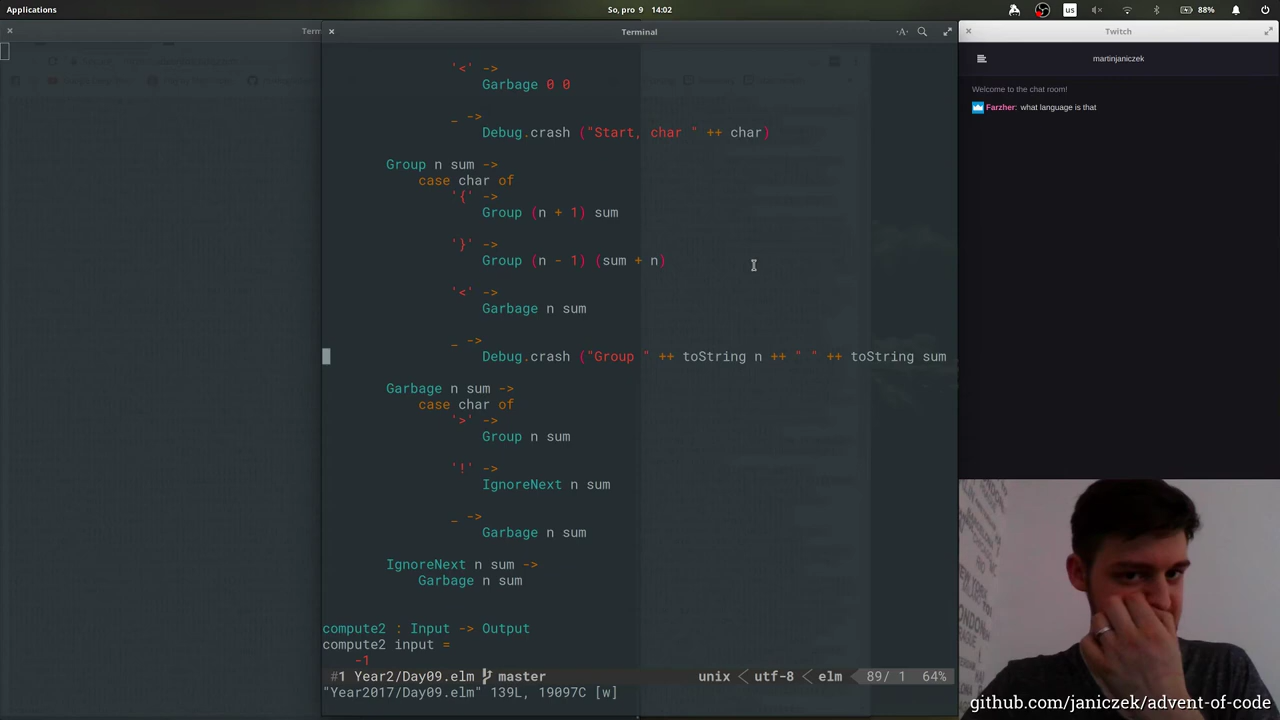 Applications
So, pro 9 14:02
us
88%
Term
Terminal
-A-
Twitch
martinjaniczek
Welcome to the chat room!
Farzher: what language is that
'<' ->
Garbage 0 0
_ ->
Debug.crash ("Start, char " ++ char)
Group n sum ->
case char of
'{' ->
Group (n + 1) sum
'}' ->
Group (n - 1) (sum + n)
'<' ->
Garbage n sum
_ ->
Debug.crash ("Group " ++ toString n ++ " " ++ toString sum
Garbage n sum ->
case char of
'>' ->
Group n sum
'!' ->
IgnoreNext n sum
_ ->
Garbage n sum
IgnoreNext n sum ->
Garbage n sum
compute2 : Input -> Output
compute2 input =
-1
#1 Year2/Day09.elm master unix < utf-8 < elm 89/ 1 64%
"Year2017/Day09.elm" 139L, 19097C [w]
github.com/janiczek/advent-of-code